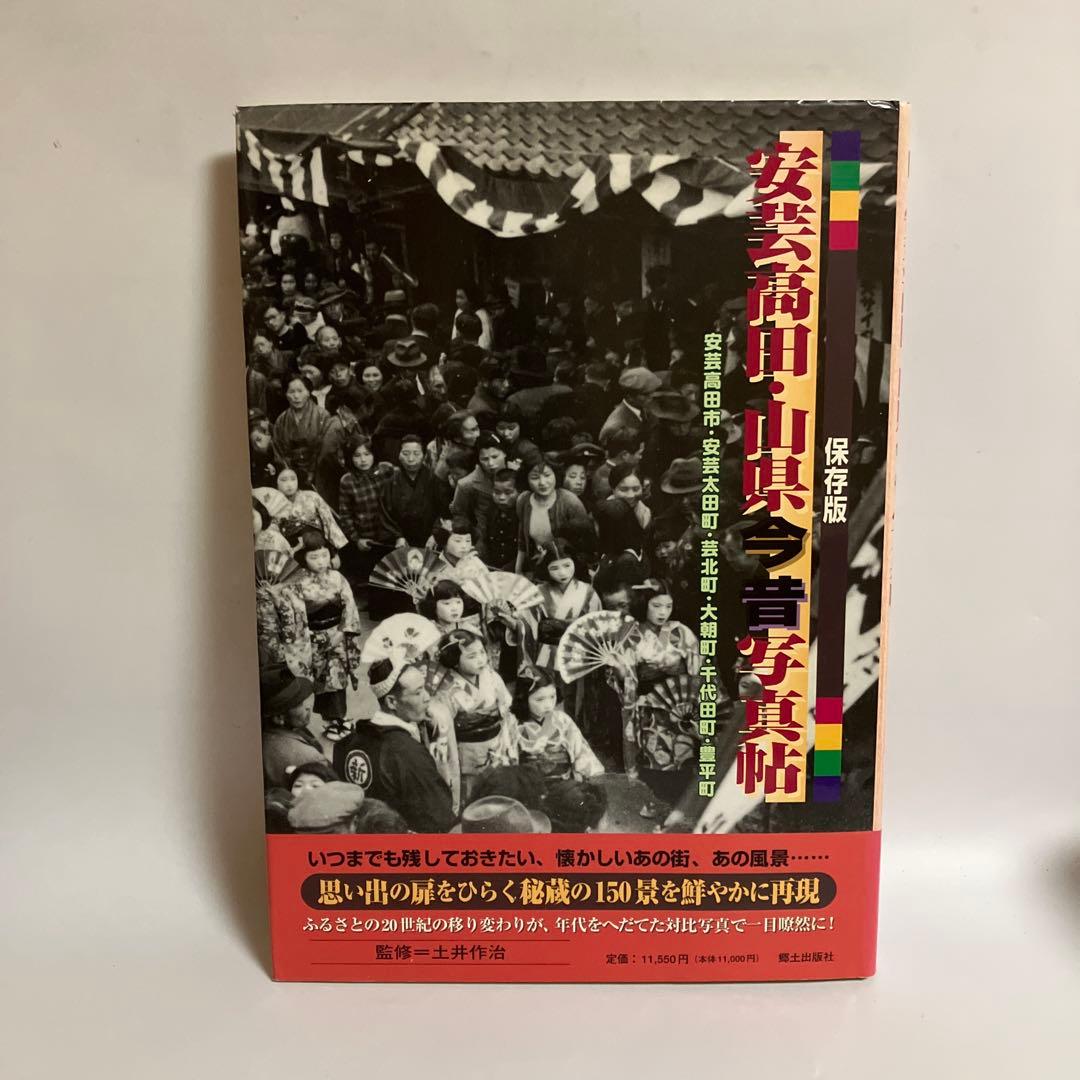 保存版
安芸高田・山県今昔写真帖
安芸高田市・安芸太田町・芸北町・大朝町・千代田町・豊平町
新
いつまでも残しておきたい、懐かしいあの街、あの風景……
思い出の扉をひらく秘蔵の150景を鮮やかに再現
ふるさとの20世紀の移り変わりが、年代をへだてた対比写真で一目瞭然に!
監修=土井作治
定価:11,550円(本体11,000円) 郷土出版社